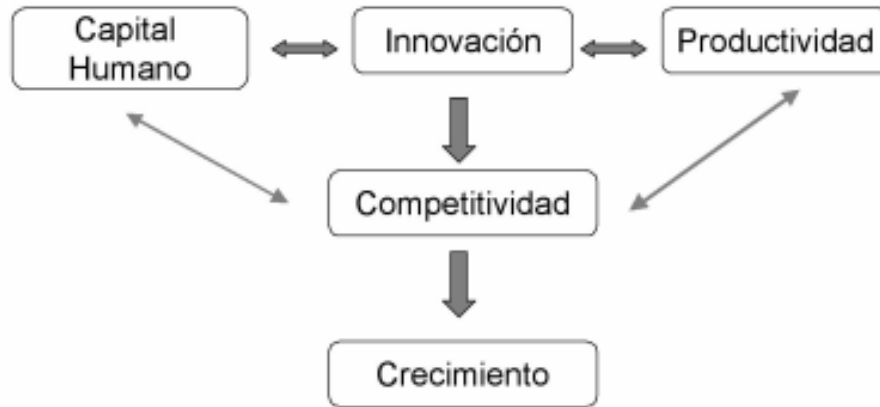 Capital
Humano
Innovación
Productividad
Competitividad
Crecimiento